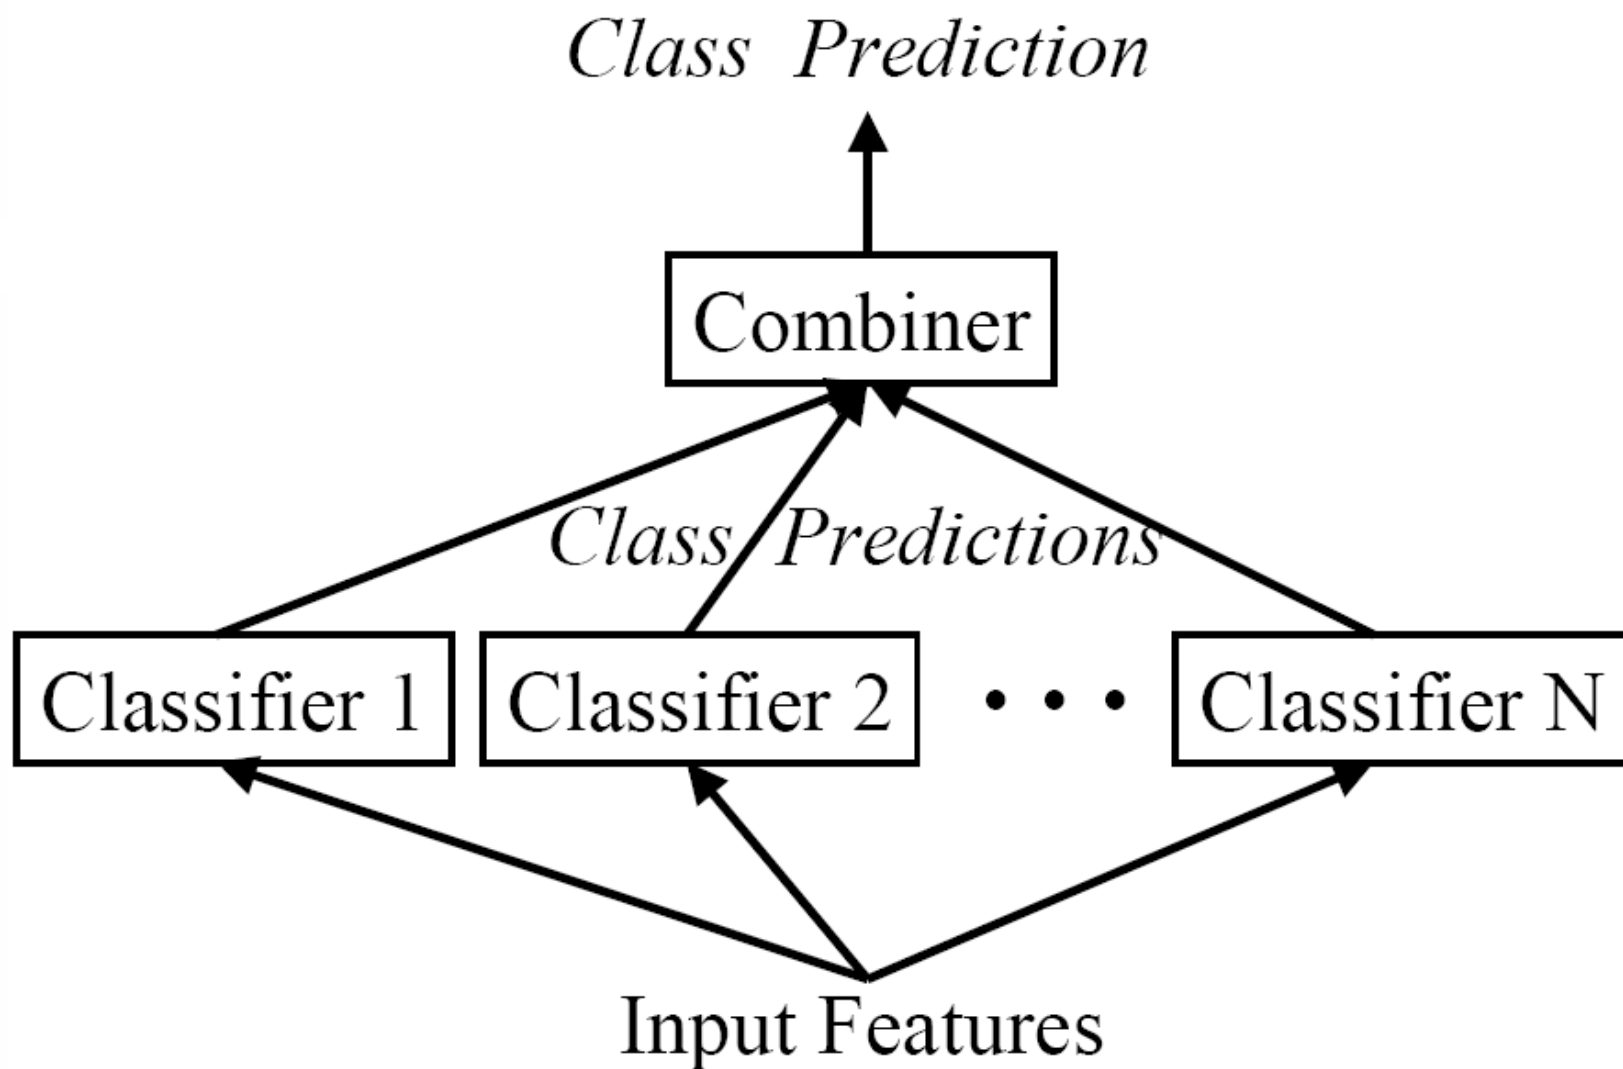 Class Prediction
Combiner
Class Predictions
Classifier 1 Classifier 2 • • • Classifier N
Input Features